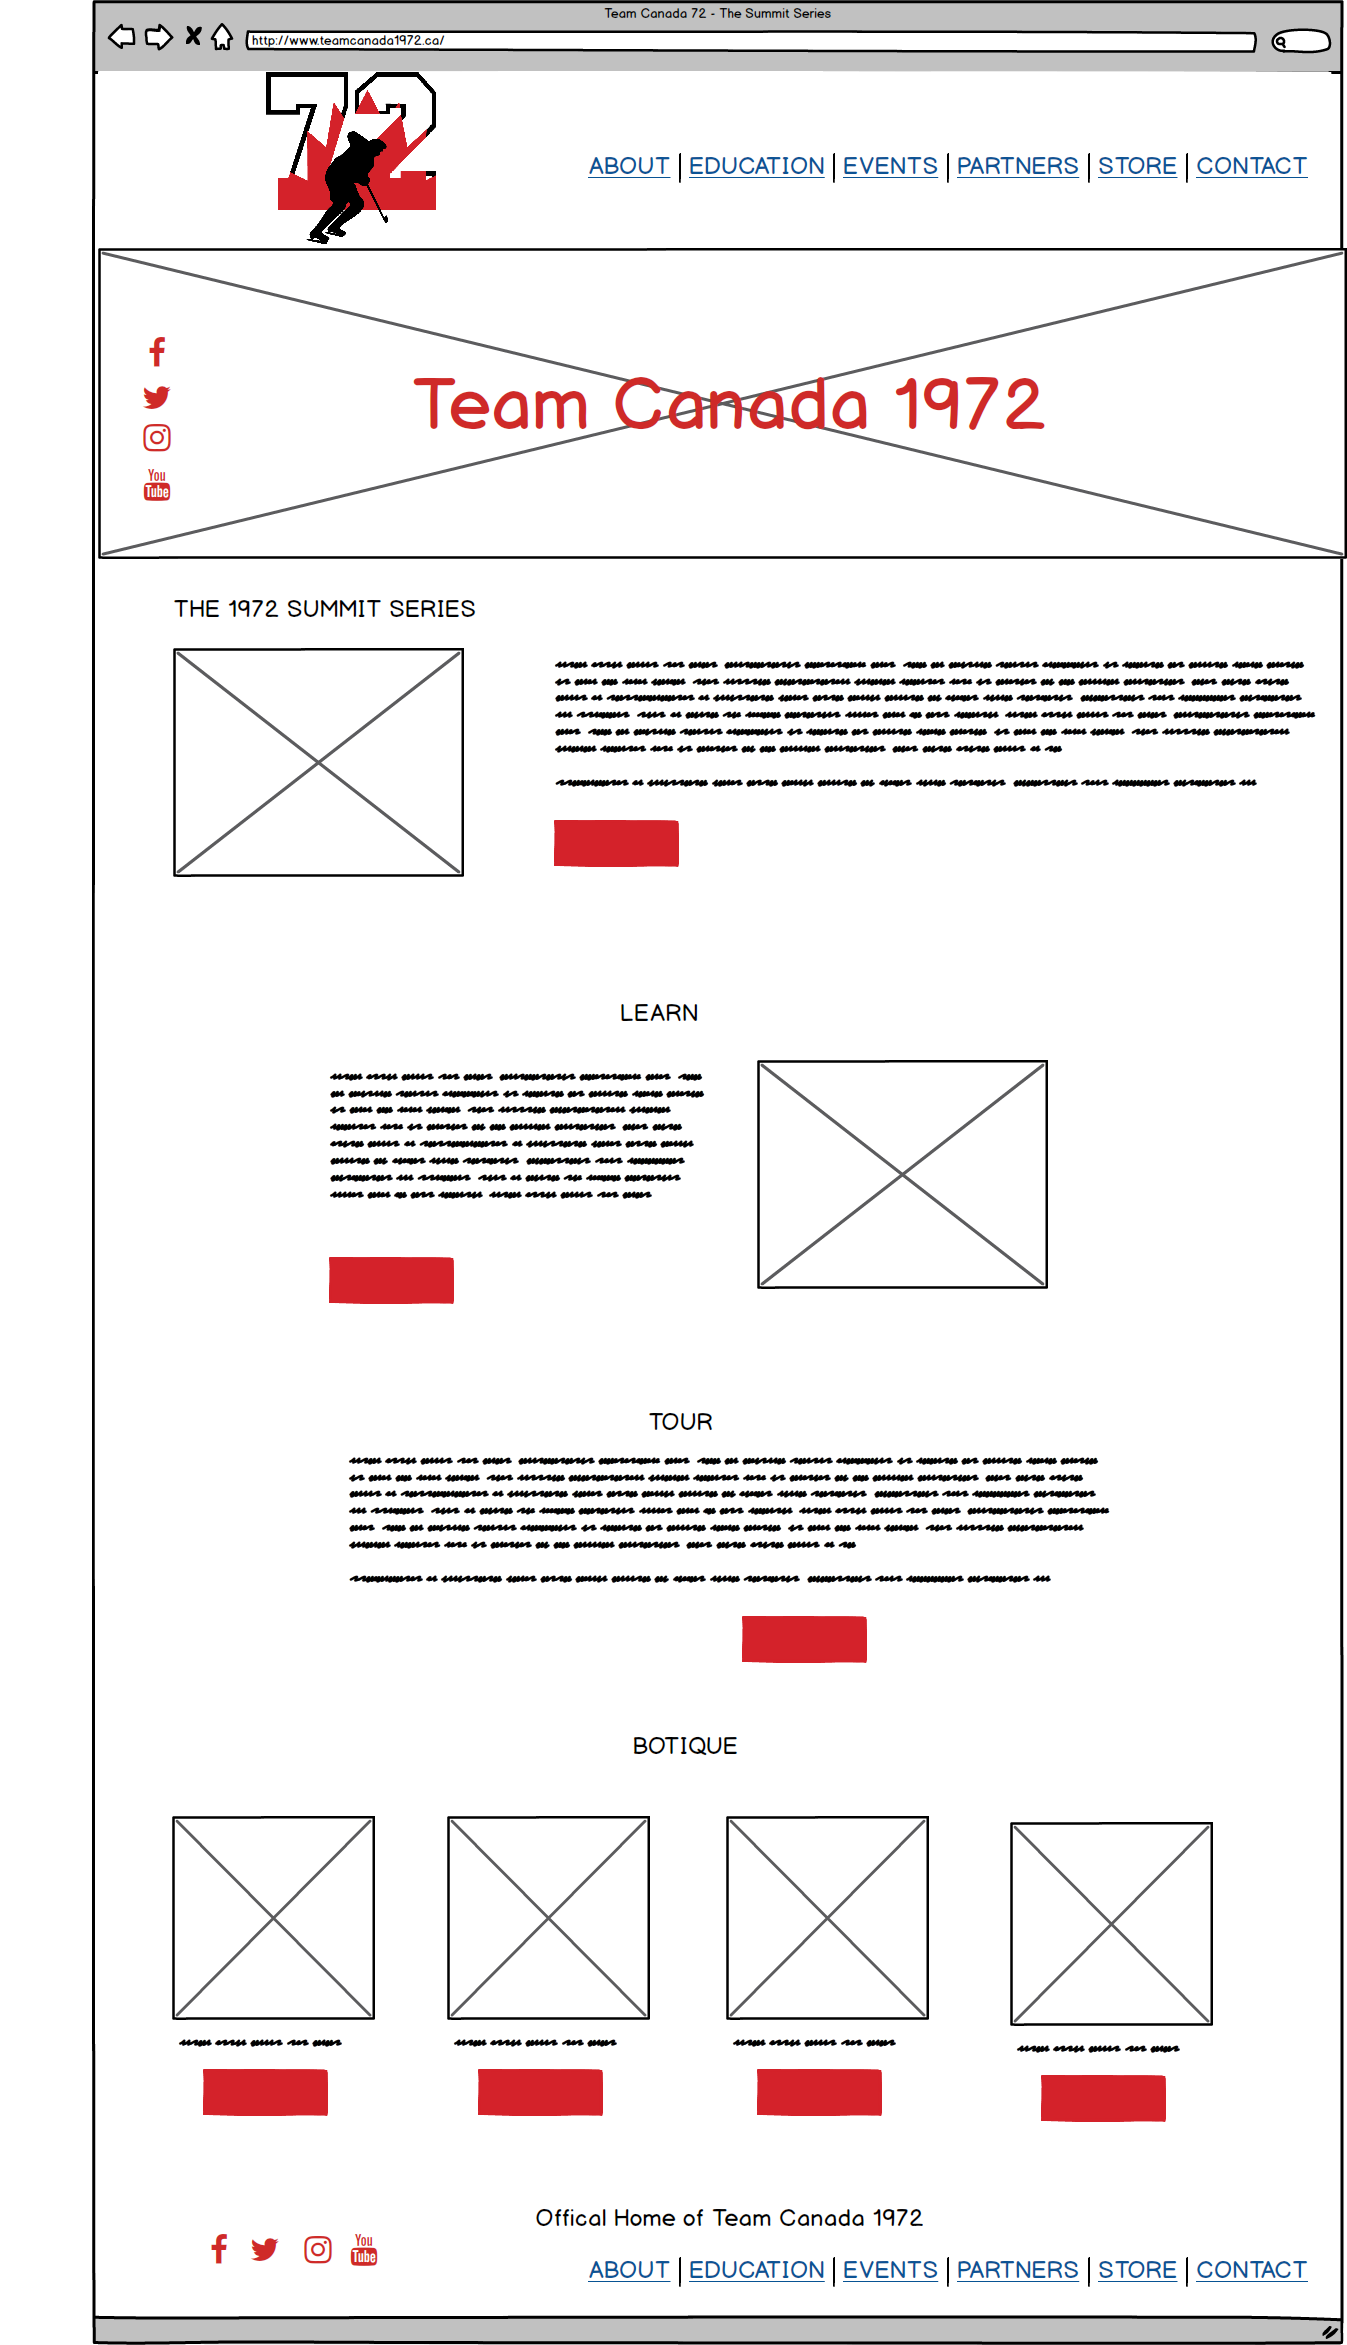 Team Canada 72 - The Summit Series
http://www.teamcanada1972.ca/
72
ABOUT | EDUCATION | EVENTS | PARTNERS | STORE | CONTACT
Team Canada 1972
You
Tube
THE 1972 SUMMIT SERIES
LEARN
TOUR
BOTIQUE
Offical Home of Team Canada 1972
You
Tube
ABOUT | EDUCATION | EVENTS | PARTNERS | STORE | CONTACT